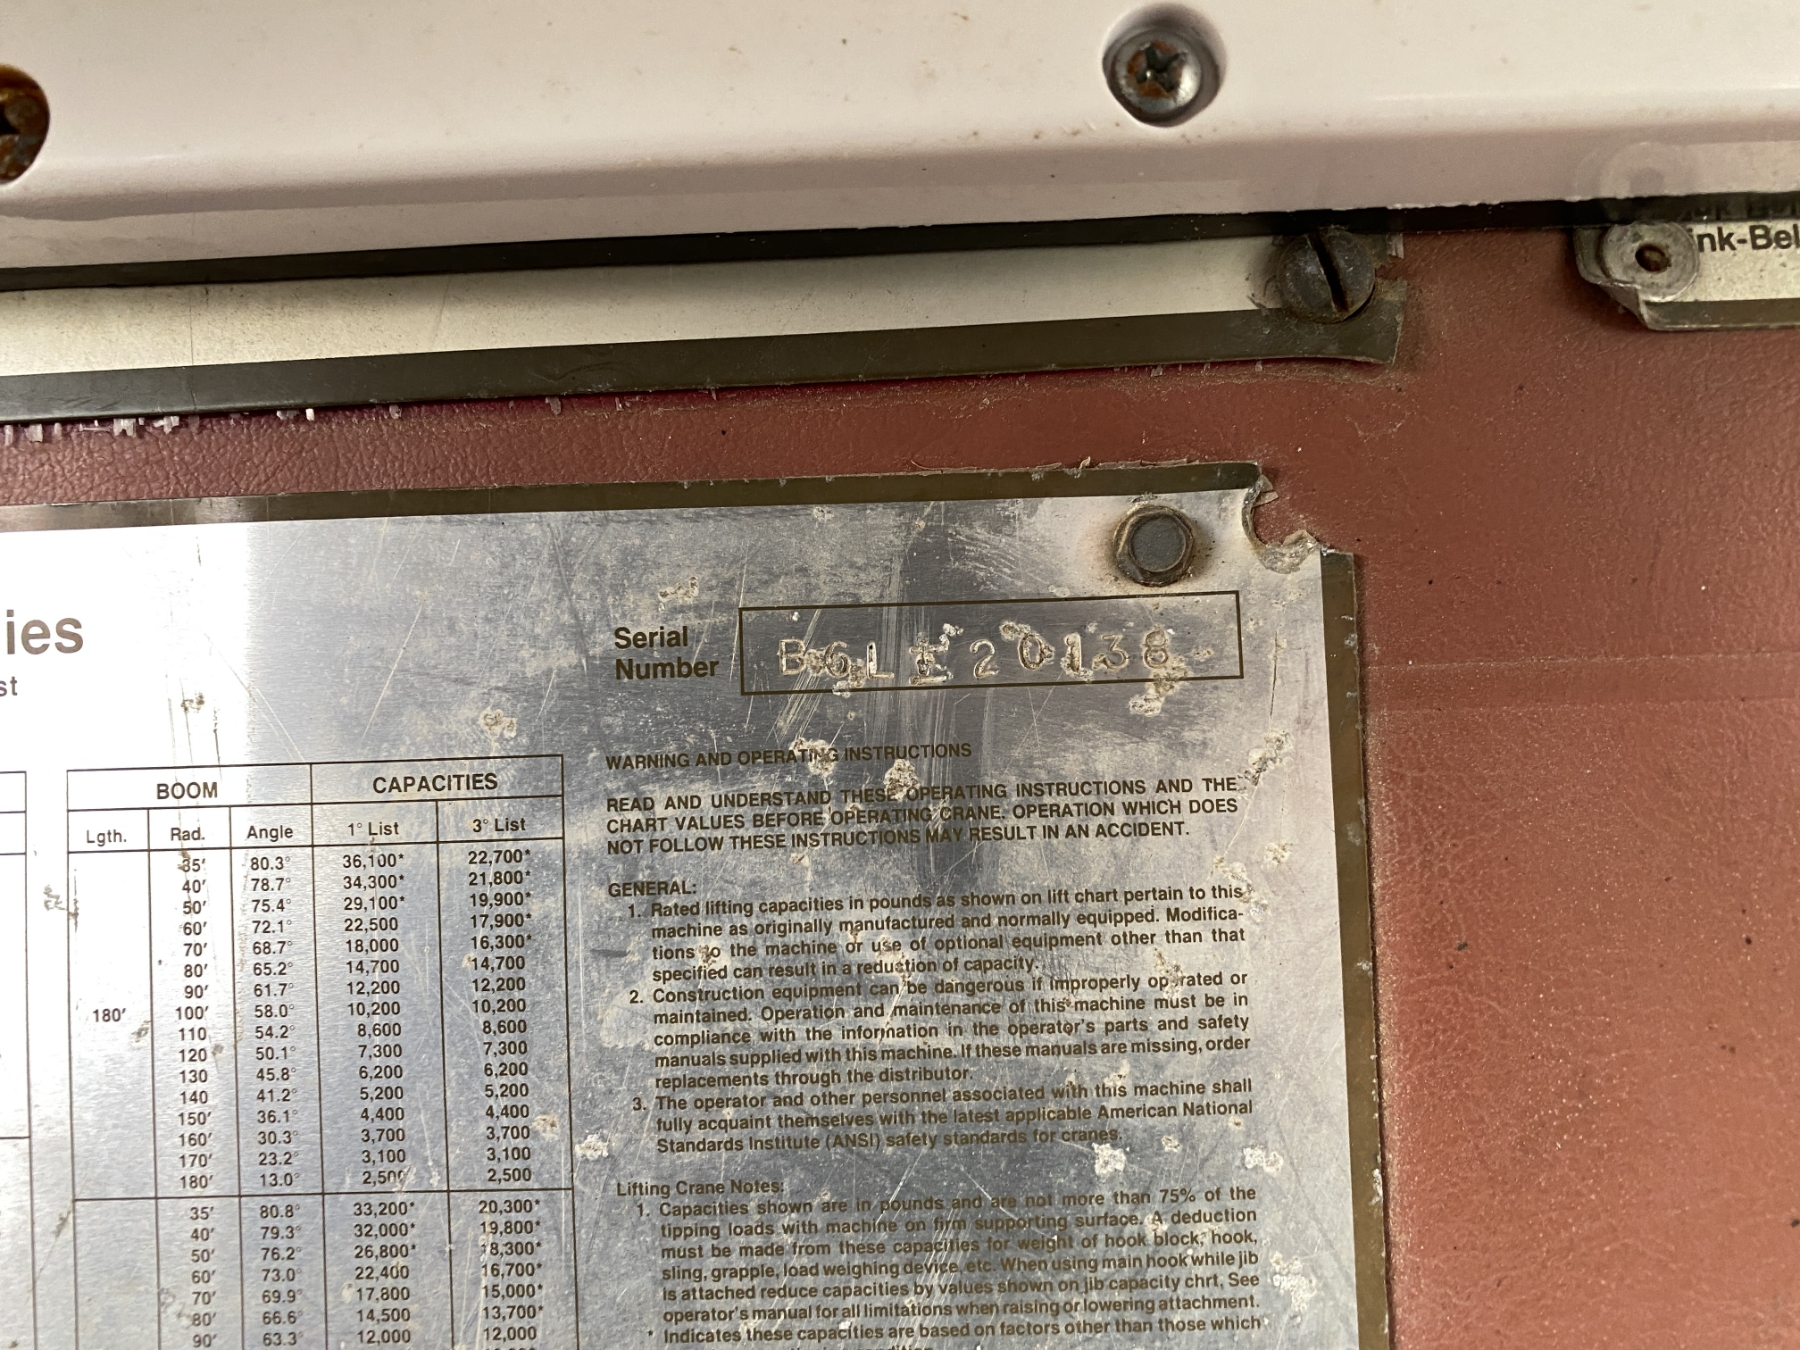 ink-Bel
ies
st
Serial
Number
BOOM CAPACITIES
Lgth. Rad. Angle 1° List 3° List
35' 80.3° 36,100* 22,700*
40' 78.7° 34,300* 21,800*
50' 75.4° 29,100* 19,900*
60' 72.1° 22,500 17,900*
70' 68.7° 18,000 16,300*
80' 65.2° 14,700 14,700
90' 61.7° 12,200 12,200
180' 100' 58.0° 10,200 10,200
110 54.2° 8,600 8,600
120 50.1° 7,300 7,300
130 45.8° 6,200 6,200
140 41.2° 5,200 5,200
150' 36.1° 4,400 4,400
160' 30.3° 3,700 3,700
170' 23.2° 3,100 3,100
180' 13.0° 2,500 2,500
35' 80.8° 33,200* 20,300*
40' 79.3° 32,000* 19,800*
50' 76.2° 26,800* 18,300*
60' 73.0° 22,400 16,700*
70' 69.9° 17,800 15,000*
80' 66.6° 14,500 13,700*
90' 63.3° 12,000 12,000
WARNING AND OPERATING INSTRUCTIONS
READ AND UNDERSTAND THESE OPERATING INSTRUCTIONS AND THE
CHART VALUES BEFORE OPERATING CRANE. OPERATION WHICH DOES
NOT FOLLOW THESE INSTRUCTIONS MAY RESULT IN AN ACCIDENT.
GENERAL:
1. Rated lifting capacities in pounds as shown on lift chart pertain to this
machine as originally manufactured and normally equipped. Modifica-
tions to the machine or use of optional equipment other than that
specified can result in a reduction of capacity.
2. Construction equipment can be dangerous if improperly operated or
maintained. Operation and maintenance of this machine must be in
compliance with the information in the operator's parts and safety
manuals supplied with this machine. If these manuals are missing, order
replacements through the distributor.
3. The operator and other personnel associated with this machine shall
fully acquaint themselves with the latest applicable American National
Standards Institute (ANSI) safety standards for cranes.
Lifting Crane Notes:
1. Capacities shown are in pounds and are not more than 75% of the
tipping loads with machine on firm supporting surface. A deduction
must be made from these capacities for weight of hook block, hook,
sling, grapple, load weighing device, etc. When using main hook while jib
is attached reduce capacities by values shown on jib capacity chrt, See
operator's manual for all limitations when raising or lowering attachment.
* Indicates these capacities are based on factors other than those which